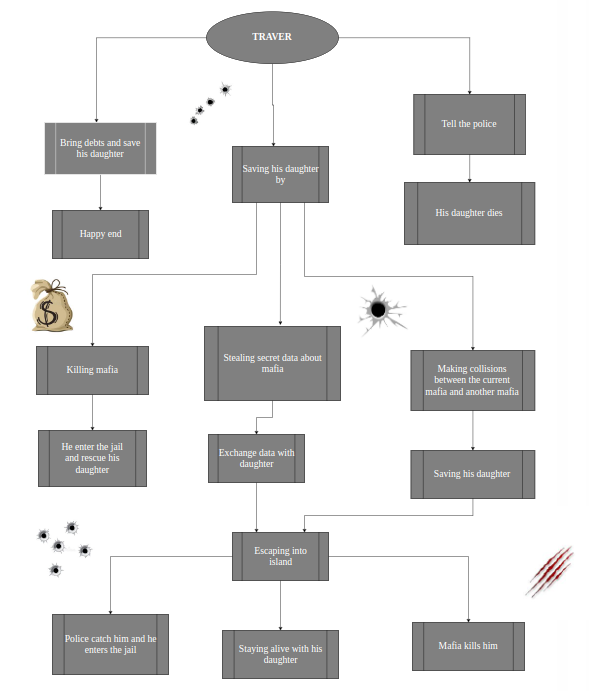 TRAVER
Bring debts and save
his daughter
Saving his daughter
by
Tell the police
Happy end
His daughter dies
Killing mafia
Stealing secret data about
mafia
Making collisions
between the current
mafia and another mafia
He enter the jail
and rescue his
daughter
Exchange data with
daughter
Saving his daughter
Escaping into
island
Police catch him and he
enters the jail
Staying alive with his
daughter
Mafia kills him